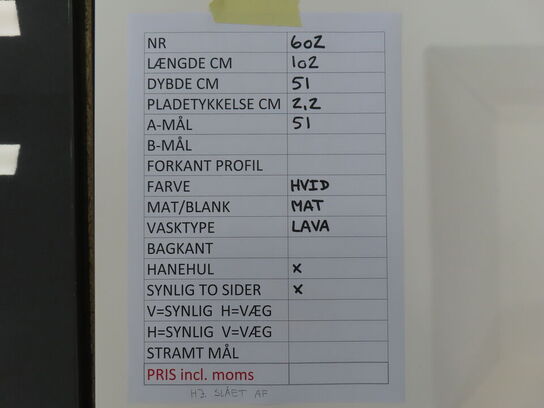 NR 602
LÆNGDE CM 102
DYBDE CM 51
PLADETYKKELSE CM 2,2
A-MÅL 51
B-MÅL
FORKANT PROFIL
FARVE HVID
MAT/BLANK MAT
VASKTYPE LAVA
BAGKANT
HANEHUL x
SYNLIG TO SIDER x
V=SYNLIG H=VÆG
H=SYNLIG V=VÆG
STRAMT MÅL
PRIS incl. moms
HJ. SLÅET AF